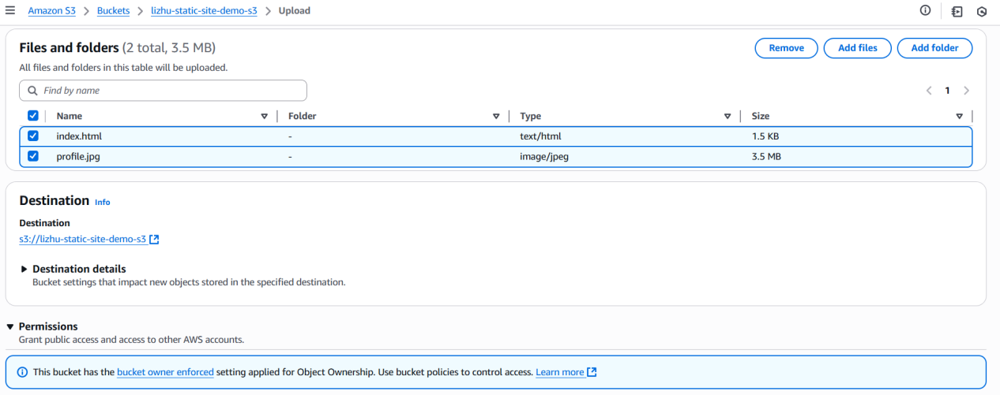 Amazon S3 > Buckets > lizhu-static-site-demo-s3 > Upload
Files and folders (2 total, 3.5 MB)
Remove Add files Add folder
All files and folders in this table will be uploaded.
Find by name
1
Name Folder Type Size
index.html - text/html 1.5 KB
profile.jpg - image/jpeg 3.5 MB
Destination Info
Destination
s3://lizhu-static-site-demo-s3
Destination details
Bucket settings that impact new objects stored in the specified destination.
Permissions
Grant public access and access to other AWS accounts.
This bucket has the bucket owner enforced setting applied for Object Ownership. Use bucket policies to control access. Learn more